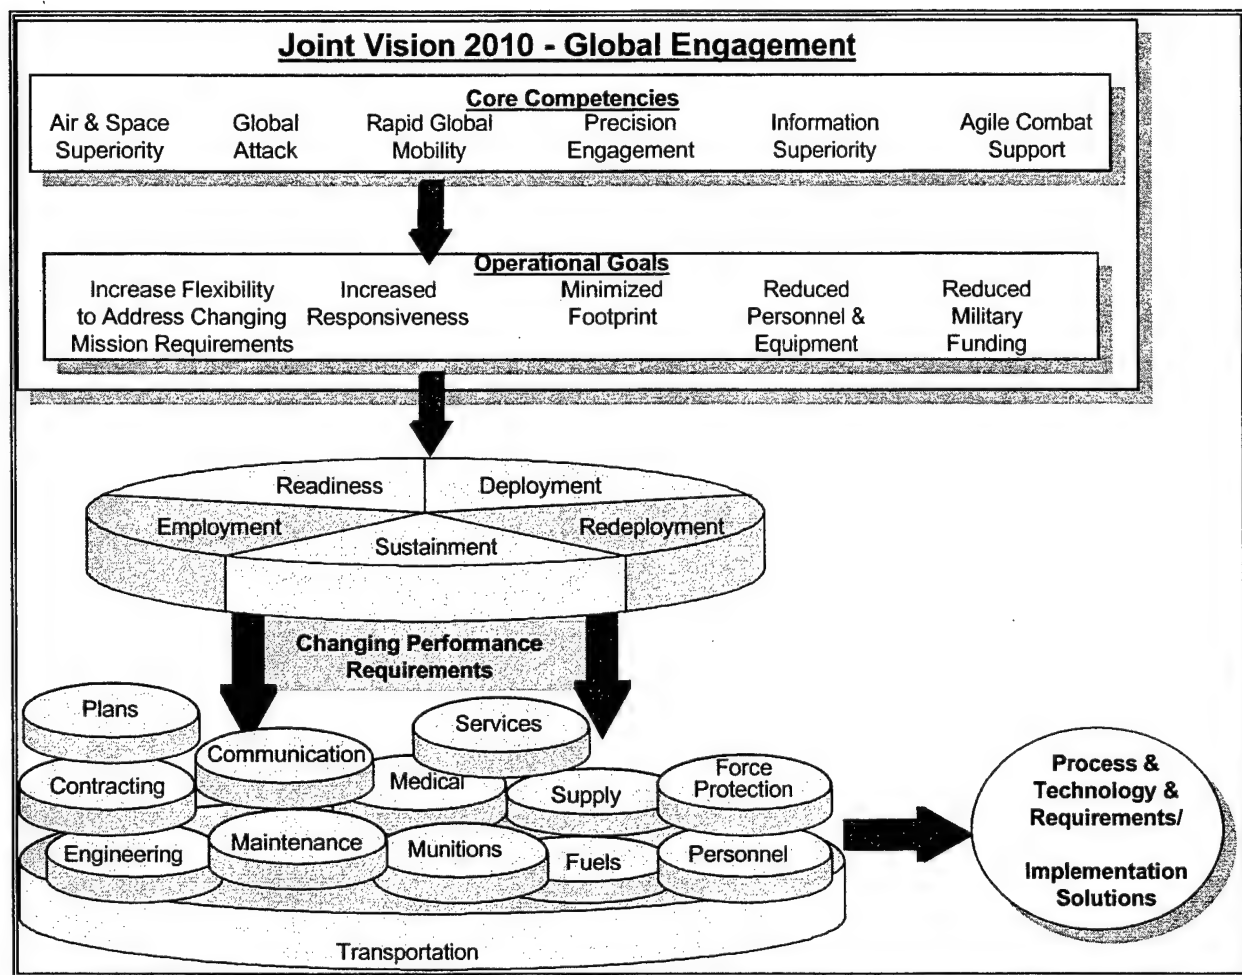 Joint Vision 2010 - Global Engagement
Core Competencies
Air & Space
Superiority
Global
Attack
Rapid Global
Mobility
Precision
Engagement
Information
Superiority
Agile Combat
Support
Operational Goals
Increase Flexibility
to Address Changing
Mission Requirements
Increased
Responsiveness
Minimized
Footprint
Reduced
Personnel &
Equipment
Reduced
Military
Funding
Readiness
Deployment
Employment
Redeployment
Sustainment
Changing Performance
Requirements
Plans
Services
Communication
Contracting
Medical
Supply
Force
Protection
Engineering
Maintenance
Munitions
Fuels
Personnel
Transportation
Process &
Technology &
Requirements/
Implementation
Solutions